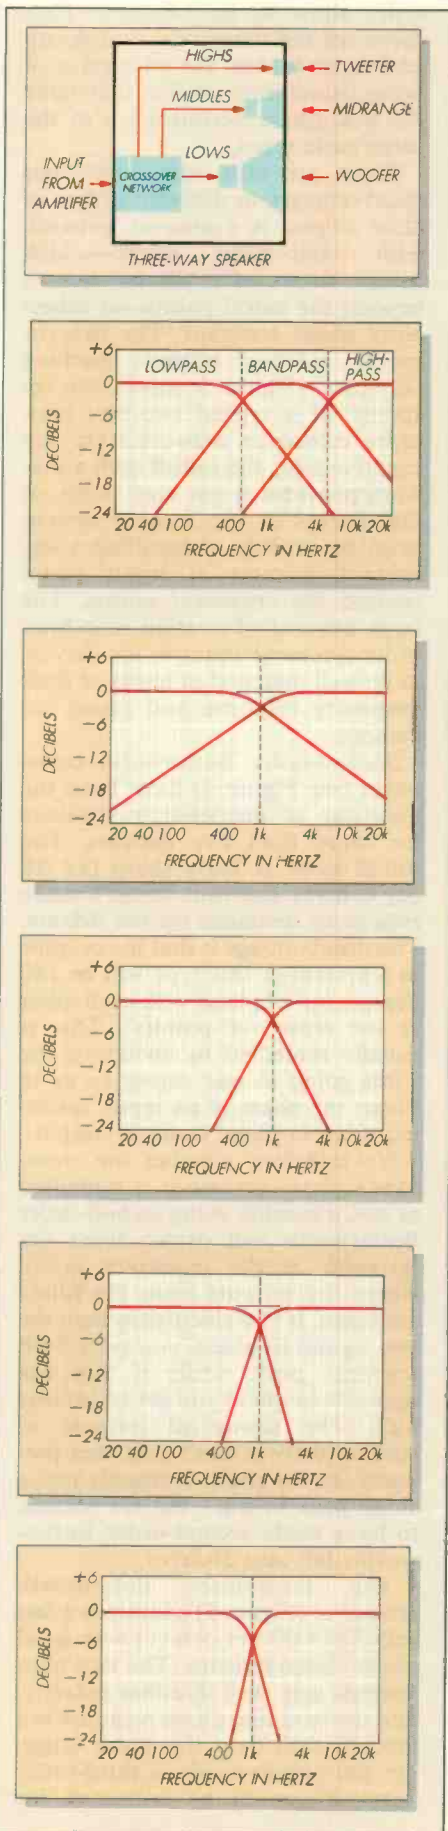 HIGHS
TWEETER
MIDDLES
MIDRANGE
LOWS
INPUT
FROM
AMPLIFIER
CROSSOVER
NETWORK
WOOFER
THREE-WAY SPEAKER
+6
0
-6
-12
-18
-24
DECIBELS
LOWPASS BANDPASS HIGH-
PASS
20 40 100 400 1k 4k 10k 20k
FREQUENCY IN HERTZ
+6
0
-6
-12
-18
-24
DECIBELS
20 40 100 400 1k 4k 10k 20k
FREQUENCY IN HERTZ
+6
0
-6
-12
-18
-24
DECIBELS
20 40 100 400 1k 4k 10k 20k
FREQUENCY IN HERTZ
+6
0
-6
-12
-18
-24
DECIBELS
20 40 100 400 1k 4k 10k 20k
FREQUENCY IN HERTZ
+6
0
-6
-12
-18
-24
DECIBELS
20 40 100 400 1k 4k 10k 20k
FREQUENCY IN HERTZ